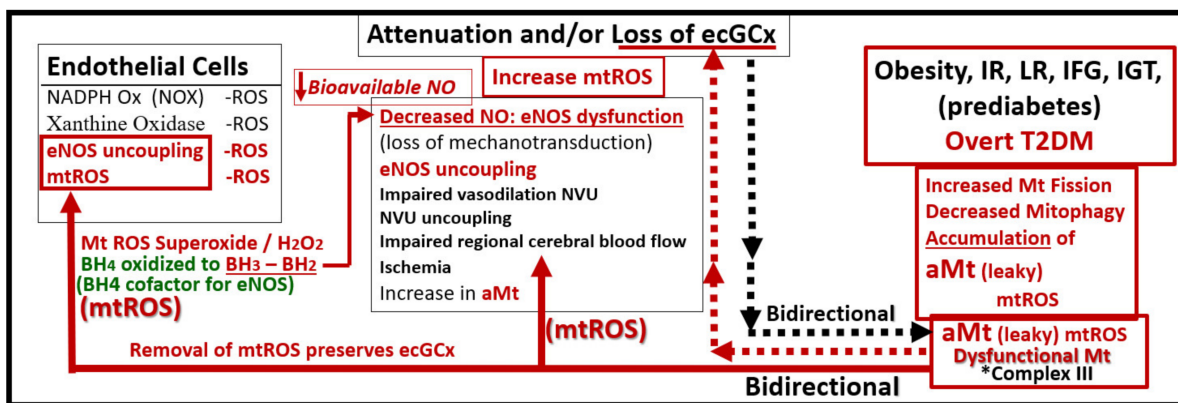 Attenuation and/or Loss of ecGCx
Endothelial Cells
NADPH Ox (NOX) -ROS
Xanthine Oxidase -ROS
eNOS uncoupling -ROS
mtROS -ROS
Bioavailable NO
Increase mtROS
Decreased NO: eNOS dysfunction
(loss of mechanotransduction)
eNOS uncoupling
Impaired vasodilation NVU
NVU uncoupling
Impaired regional cerebral blood flow
Ischemia
Increase in aMt
Mt ROS Superoxide / H₂O₂
BH₄ oxidized to BH₃ – BH₂
(BH4 cofactor for eNOS)
(mtROS)
(mtROS)
Removal of mtROS preserves ecGCx
Bidirectional
Bidirectional
Obesity, IR, LR, IFG, IGT,
(prediabetes)
Overt T2DM
Increased Mt Fission
Decreased Mitophagy
Accumulation of
aMt (leaky)
mtROS
aMt (leaky) mtROS
Dysfunctional Mt
*Complex III